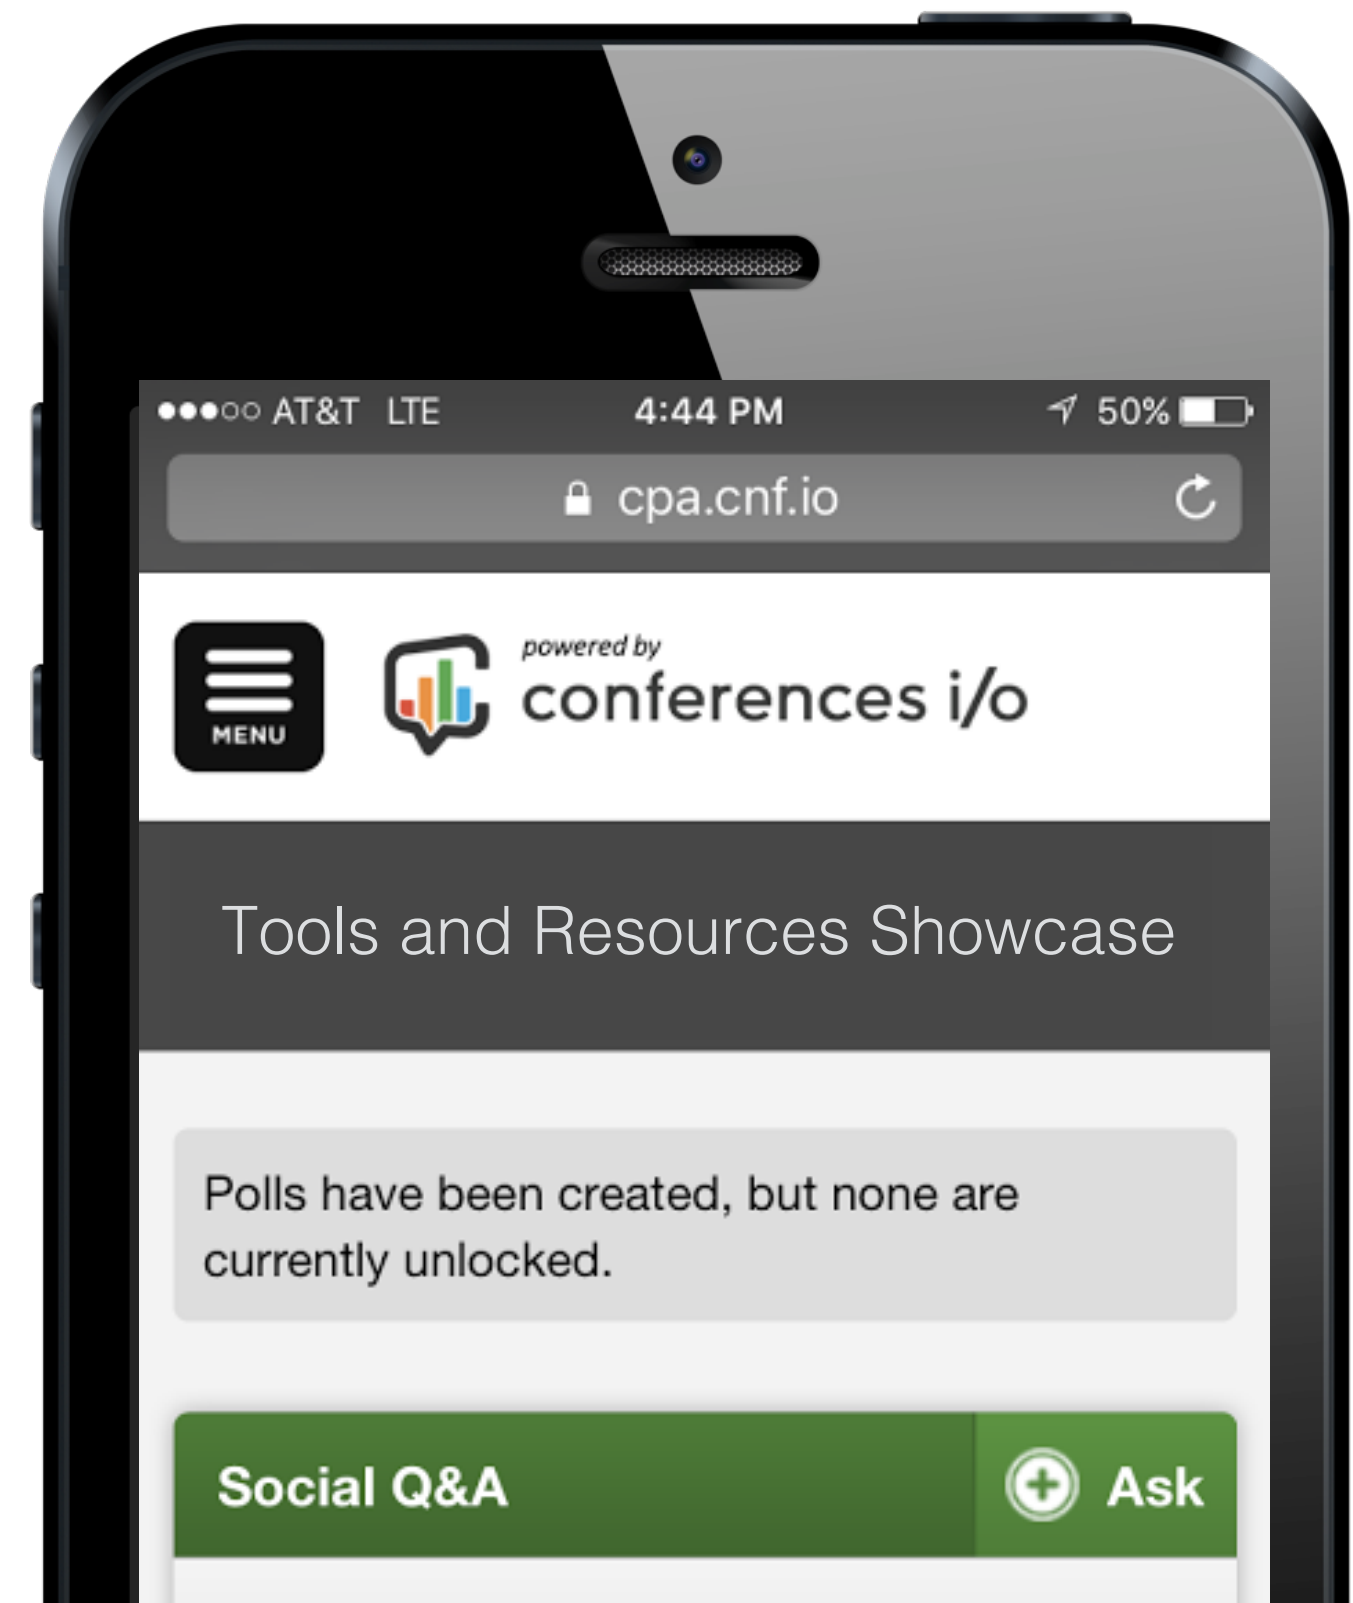 AT&T LTE 4:44 PM 50%
cpa.cnf.io
MENU
powered by
conferences i/o
Tools and Resources Showcase
Polls have been created, but none are
currently unlocked.
Social Q&A Ask